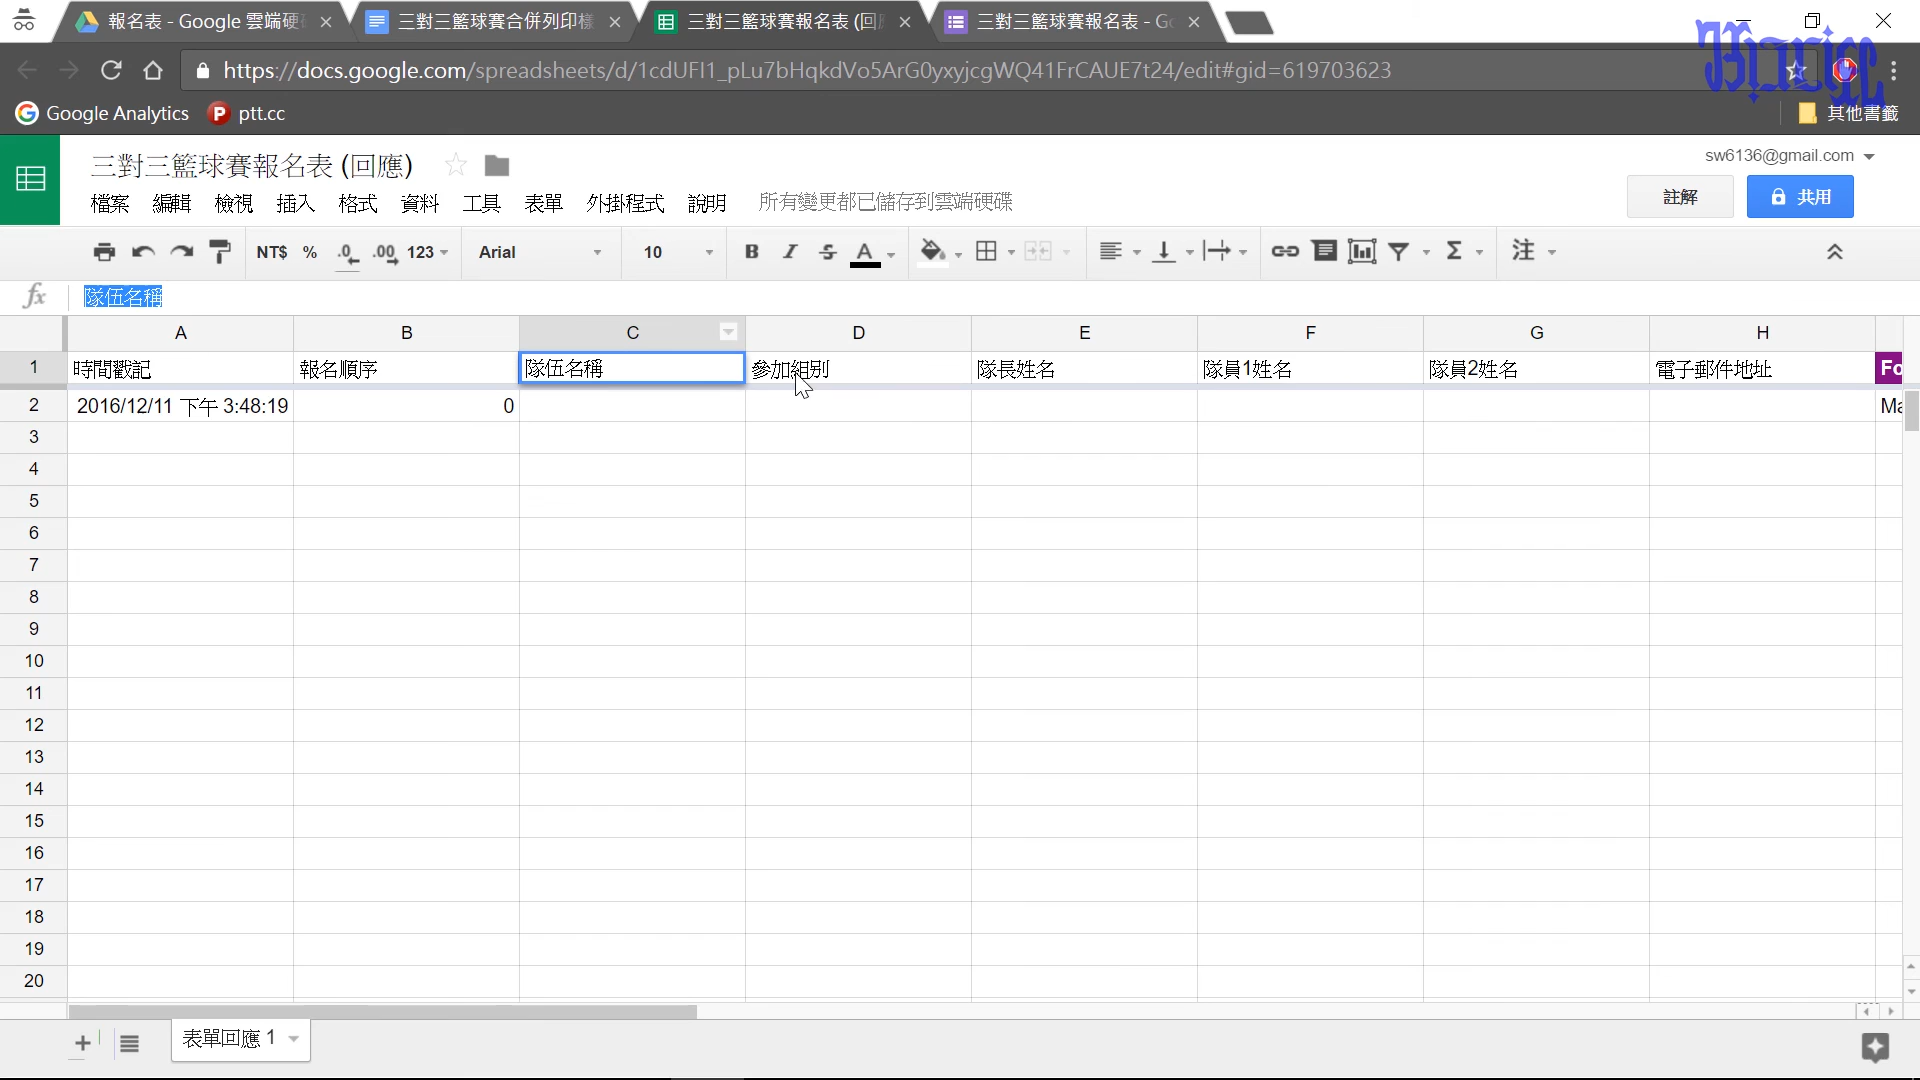 報名表 - Google 雲端硬
三對三籃球賽合併列印樣
三對三籃球賽報名表 (回
三對三籃球賽報名表 - G
https://docs.google.com/spreadsheets/d/1cdUFI1_pLu7bHqkdVo5ArG0yxyjcgWQ41FrCAUE7t24/edit#gid=619703623
Google Analytics
ptt.cc
其他書籤
三對三籃球賽報名表 (回應)
sw6136@gmail.com
檔案 編輯 檢視 插入 格式 資料 工具 表單 外掛程式 說明 所有變更都已儲存到雲端硬碟
註解
共用
NT$ % .0 .00 123 Arial 10 B I S A Σ 注
fx 隊伍名稱
A B C D E F G H
1 時間戳記 報名順序 隊伍名稱 參加組別 隊長姓名 隊員1姓名 隊員2姓名 電子郵件地址 Fo
2 2016/12/11 下午 3:48:19 0 Ma
3
4
5
6
7
8
9
10
11
12
13
14
15
16
17
18
19
20
+ 表單回應 1